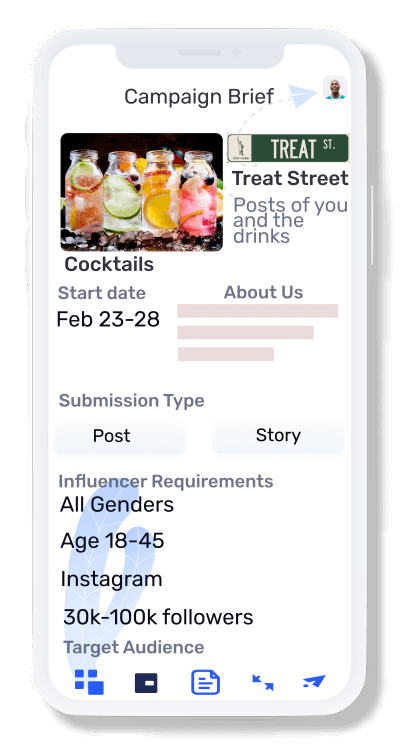 Campaign Brief
TREAT ST.
Treat Street
Posts of you
and the
drinks
Cocktails
Start date
About Us
Feb 23-28
Submission Type
Post
Story
Influencer Requirements
All Genders
Age 18-45
Instagram
30k-100k followers
Target Audience